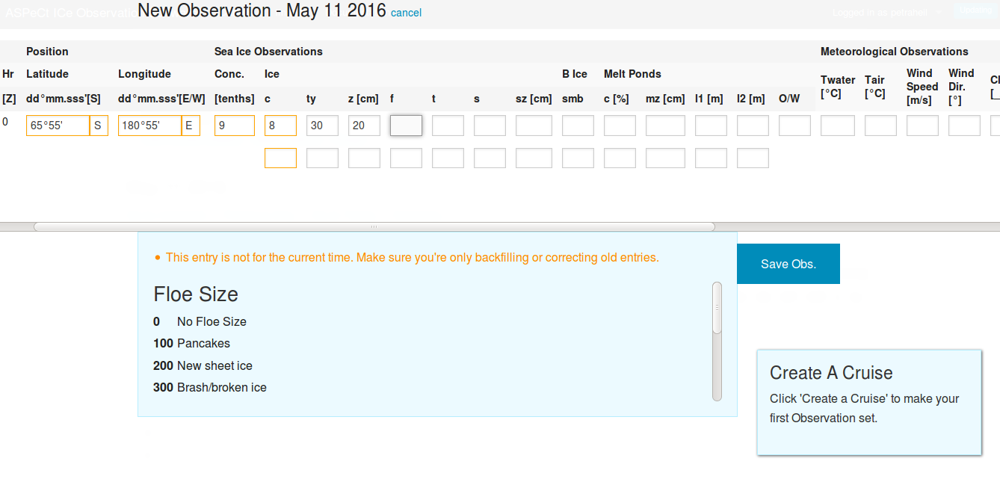 ASPeCt ICe Observatio
New Observation - May 11 2016 cancel
Logged in as petraheil
Position Sea Ice Observations Meteorological Observations
Hr Latitude Longitude Conc. Ice B Ice Melt Ponds Twater Tair Wind Speed Wind Dir.
[Z] dd°mm.sss'[S] dd°mm.sss'[E/W] [tenths] c ty z [cm] f t s sz [cm] smb c [%] mz [cm] l1 [m] l2 [m] O/W [°C] [°C] [m/s] [°]
0 65°55' S 180°55' E 9 8 30 20
This entry is not for the current time. Make sure you're only backfilling or correcting old entries.
Save Obs.
Floe Size
0 No Floe Size
100 Pancakes
200 New sheet ice
300 Brash/broken ice
Create A Cruise
Click 'Create a Cruise' to make your
first Observation set.